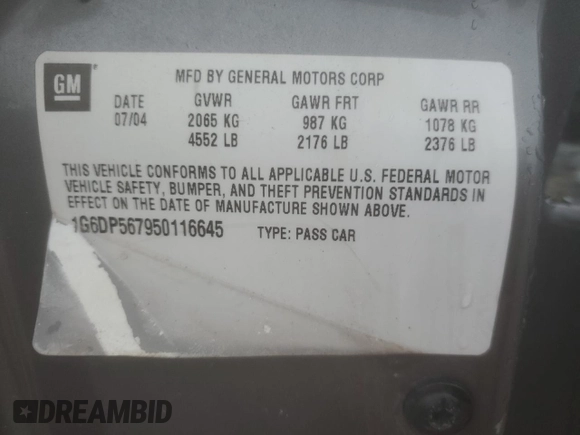 GM
®
MFD BY GENERAL MOTORS CORP
DATE GVWR GAWR FRT GAWR RR
07/04 2065 KG 987 KG 1078 KG
4552 LB 2176 LB 2376 LB
THIS VEHICLE CONFORMS TO ALL APPLICABLE U.S. FEDERAL MOTOR
VEHICLE SAFETY, BUMPER, AND THEFT PREVENTION STANDARDS IN
EFFECT ON THE DATE OF MANUFACTURE SHOWN ABOVE.
1G6DP567950116645 TYPE: PASS CAR
DREAMBID